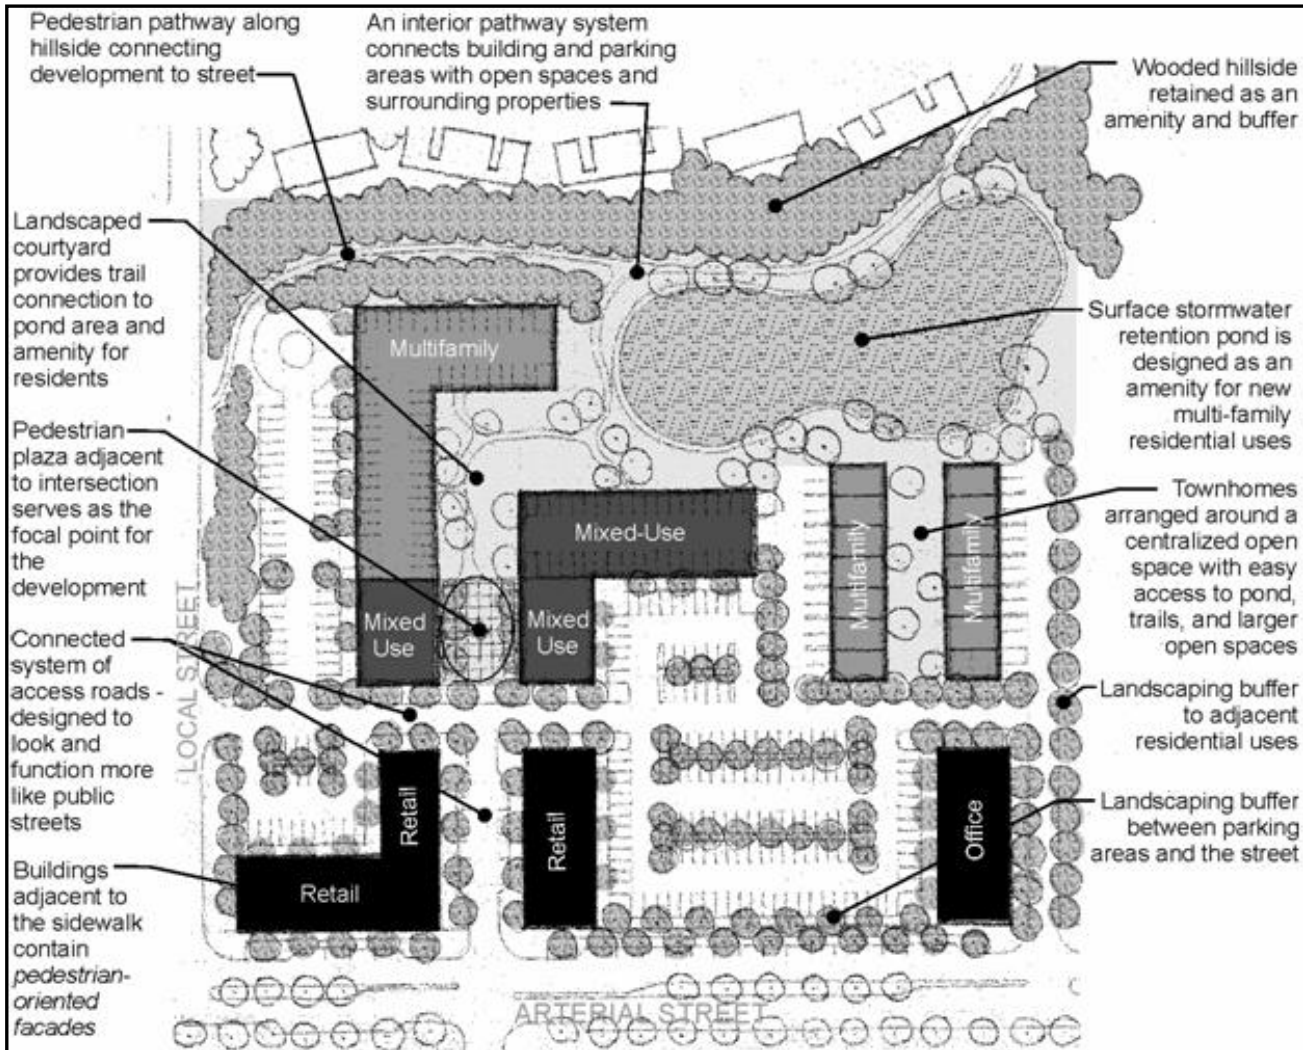 Pedestrian pathway along
hillside connecting
development to street
An interior pathway system
connects building and parking
areas with open spaces and
surrounding properties
Wooded hillside
retained as an
amenity and buffer
Landscaped
courtyard
provides trail
connection to
pond area and
amenity for
residents
Surface stormwater
retention pond is
designed as an
amenity for new
multi-family
residential uses
Pedestrian
plaza adjacent
to intersection
serves as the
focal point for
the
development
Townhomes
arranged around a
centralized open
space with easy
access to pond,
trails, and larger
open spaces
Connected
system of
access roads -
designed to
look and
function more
like public
streets
Landscaping buffer
to adjacent
residential uses
Landscaping buffer
between parking
areas and the street
Buildings
adjacent to
the sidewalk
contain
pedestrian-
oriented
facades
Multifamily
Mixed-Use
Mixed
Use
Mixed
Use
Multifamily
Multifamily
Retail
Retail
Retail
Office
LOCAL STREET
ARTERIAL STREET